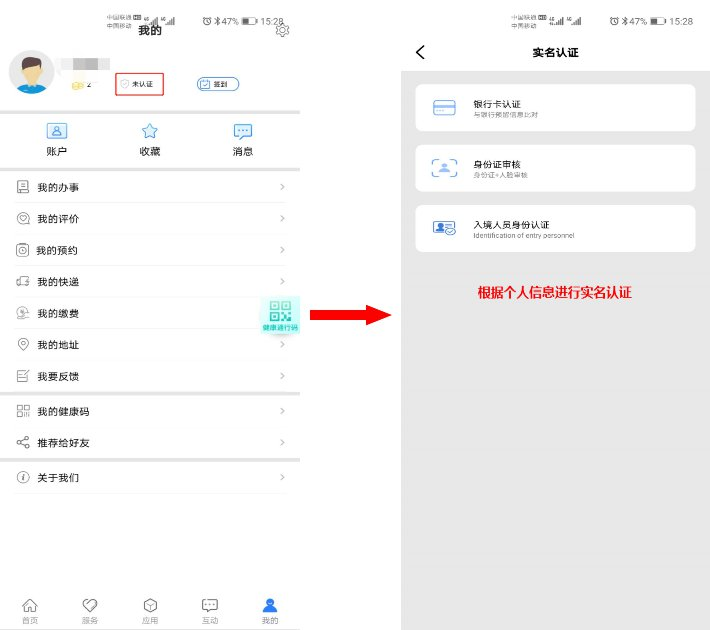 中国联通 HD 4G 4G
中国移动
47% 15:28
我的
2
未认证
签到
账户
收藏
消息
我的办事
我的评价
我的预约
我的快递
我的缴费
健康通行码
我的地址
我要反馈
我的健康码
推荐给好友
关于我们
首页
服务
应用
互动
我的
中国联通 HD 4G 4G
中国移动
47% 15:28
实名认证
银行卡认证
与银行预留信息比对
身份证审核
身份证+人脸审核
入境人员身份认证
Identification of entry personnel
根据个人信息进行实名认证